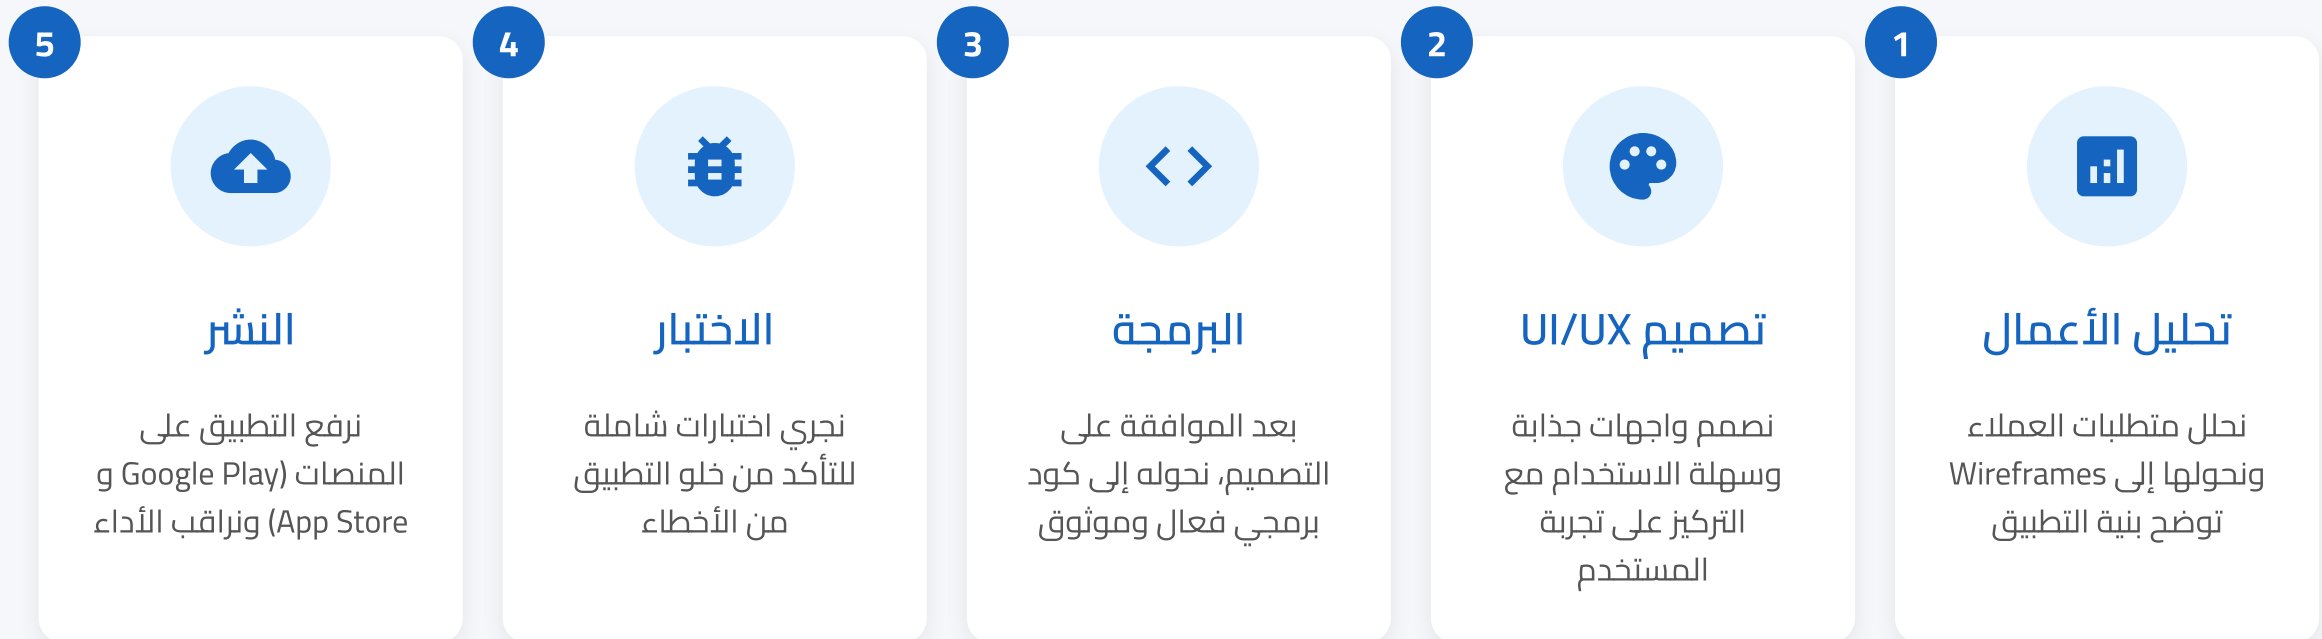 1
تحليل الأعمال
نحلل متطلبات العملاء
ونحولها إلى Wireframes
توضح بنية التطبيق
2
تصميم UI/UX
نصمم واجهات جذابة
وسهلة الاستخدام مع
التركيز على تجربة
المستخدم
3
البرمجة
بعد الموافقة على
التصميم، نحوله إلى كود
برمجي فعال وموثوق
4
الاختبار
نجري اختبارات شاملة
للتأكد من خلو التطبيق
من الأخطاء
5
النشر
نرفع التطبيق على
المنصات (Google Play و
App Store) ونراقب الأداء